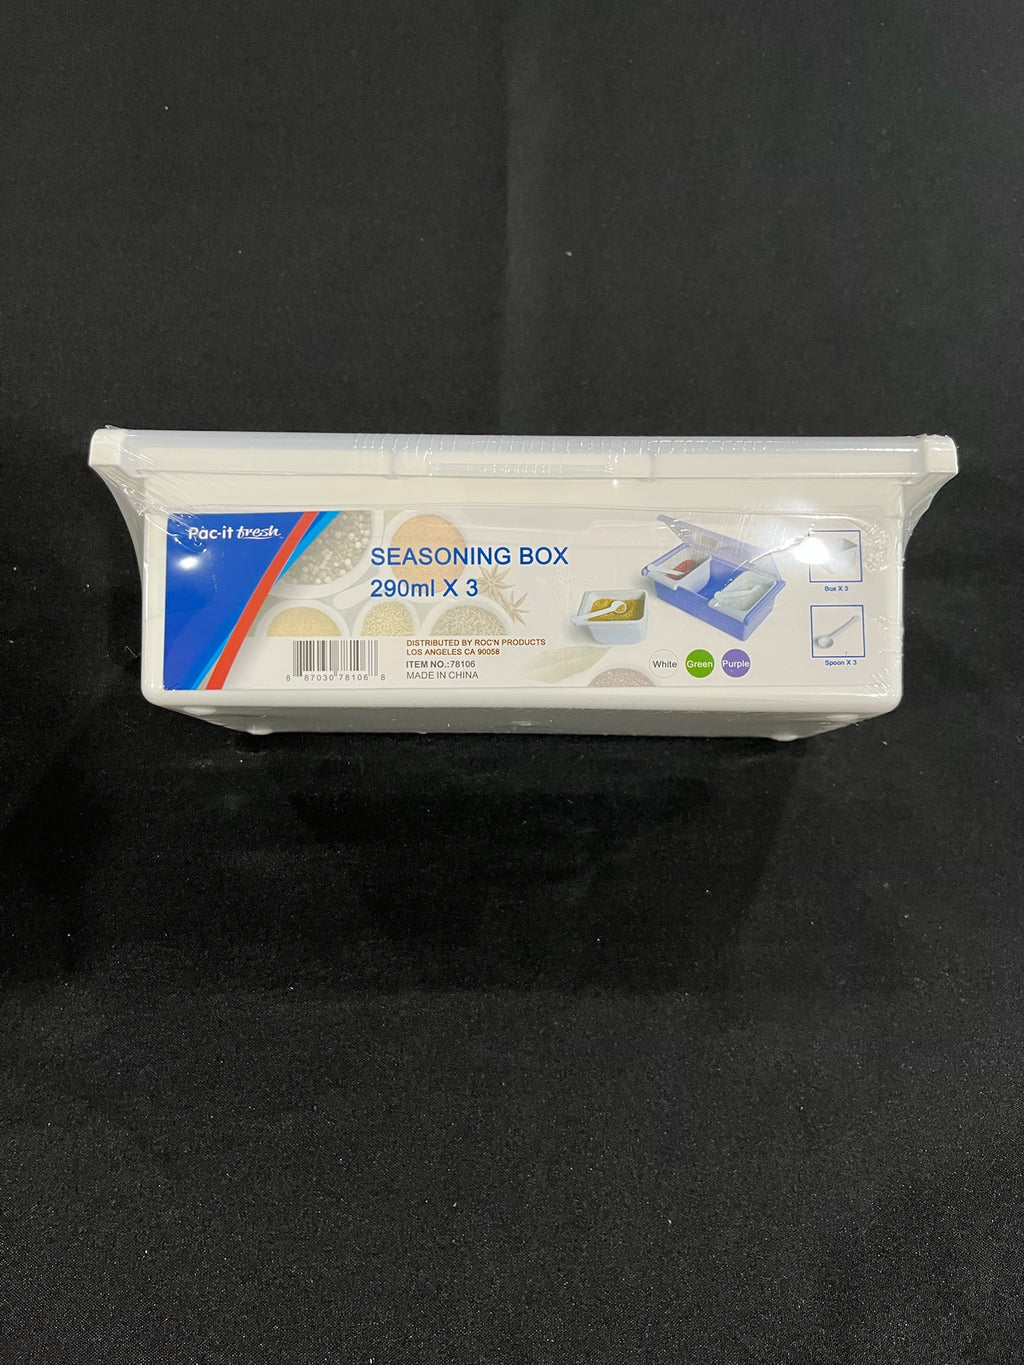 Pac-it fresh
SEASONING BOX
290ml X 3
DISTRIBUTED BY ROC'N PRODUCTS
LOS ANGELES CA 90058
ITEM NO.:78106
MADE IN CHINA
8 87030 78106 8
White Green Purple
Box X 3
Spoon X 3